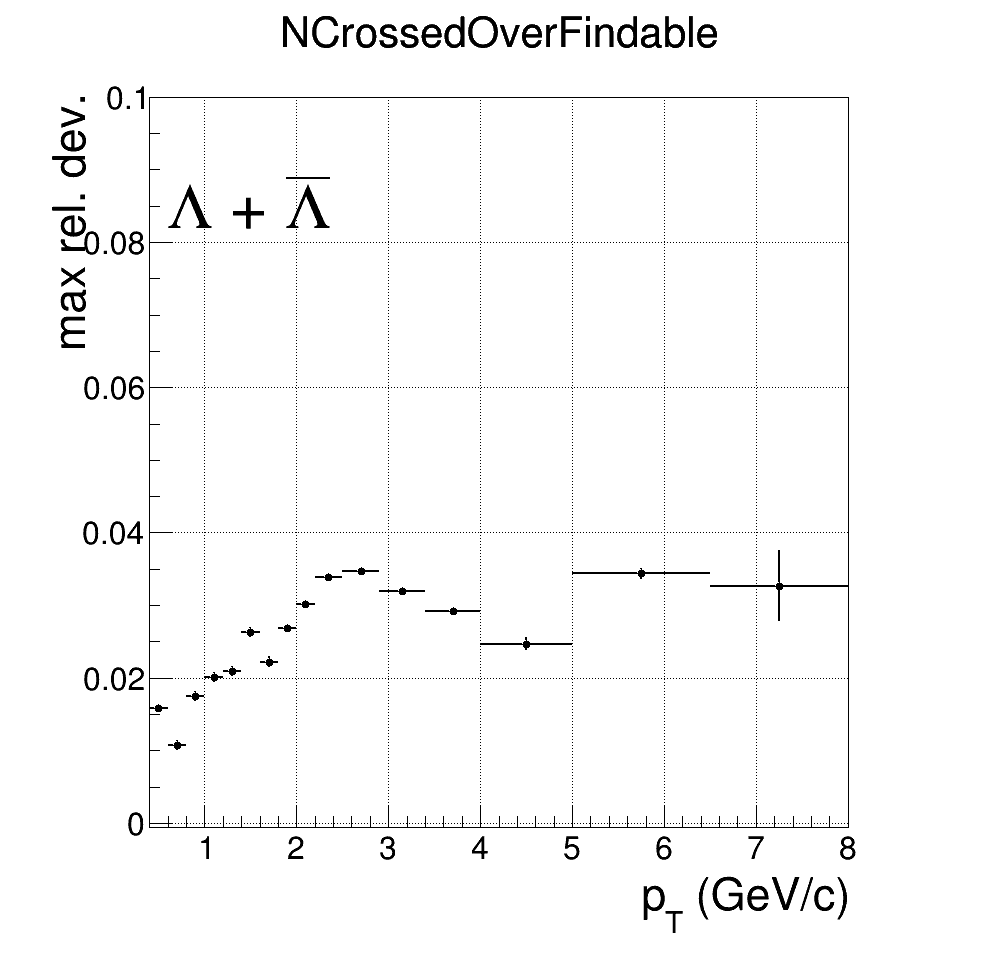 NCrossedOverFindable
max rel. dev.
0.1
0.08
0.06
0.04
0.02
0
Λ + Λ̅
1 2 3 4 5 6 7 8
p_T (GeV/c)